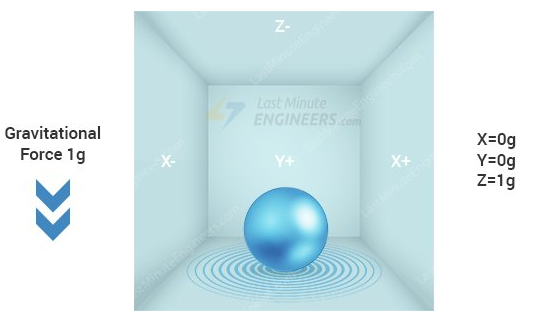 Z-
Last Minute
ENGINEERS.com
Gravitational
Force 1g
X-
Y+
X+
X=0g
Y=0g
Z=1g